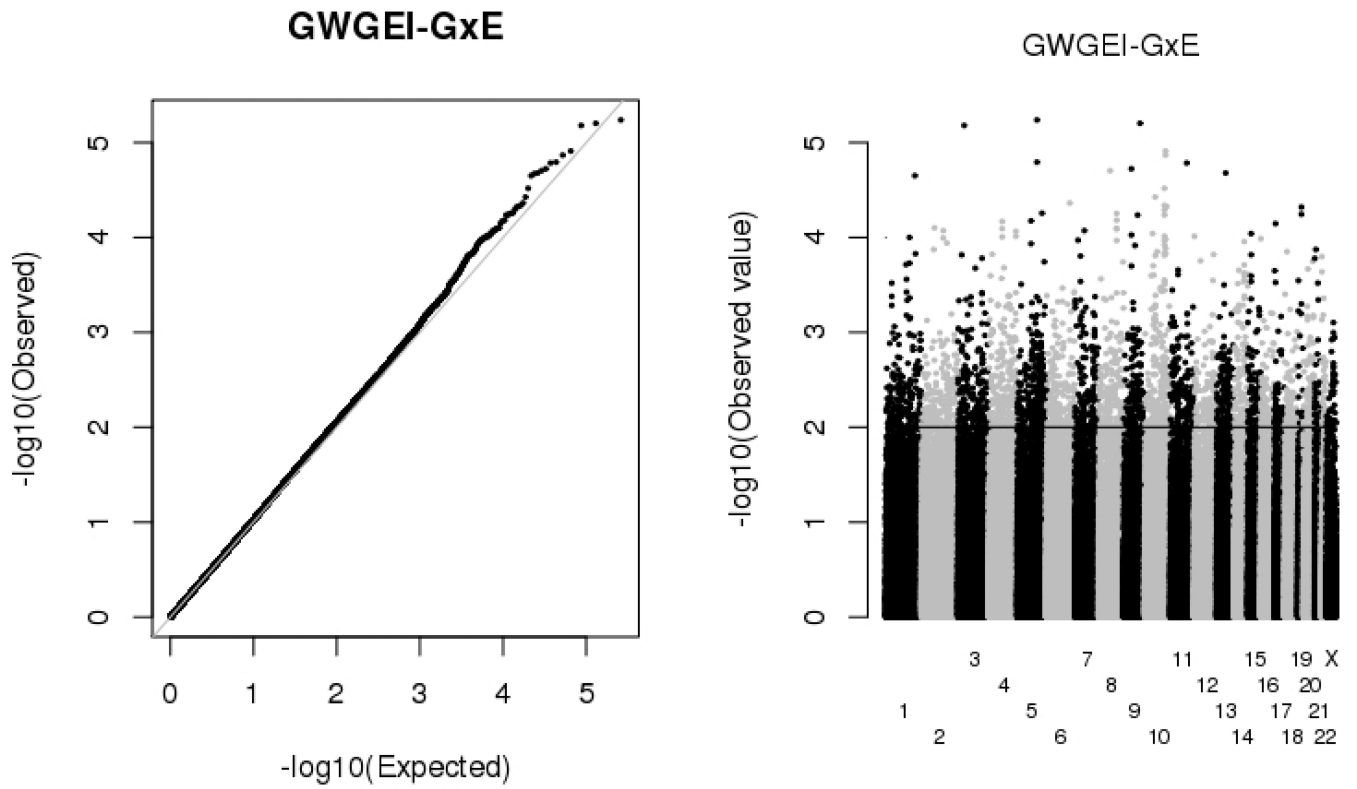 GWGEI-GxE
-log10(Observed)
5
4
3
2
1
0
0 1 2 3 4 5
-log10(Expected)
GWGEI-GxE
-log10(Observed value)
5
4
3
2
1
0
3 7 11 15 19 X
4 8 12 16 20
1 5 9 13 17 21
2 6 10 14 18 22